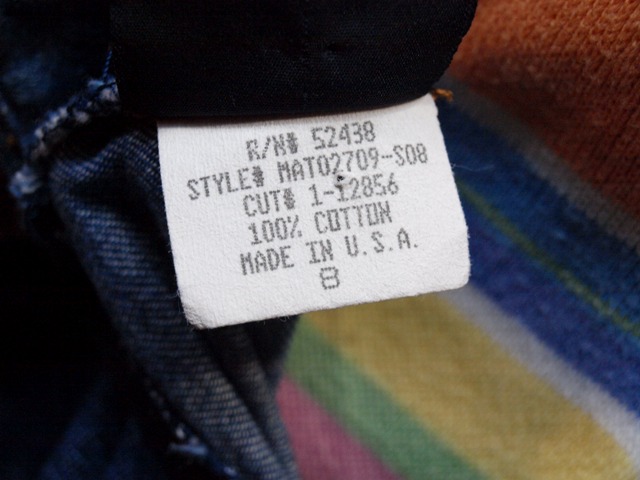 R/N# 52438
STYLE# MAT02709-S08
CUT# 1-12856
100% COTTON
MADE IN U.S.A.
8